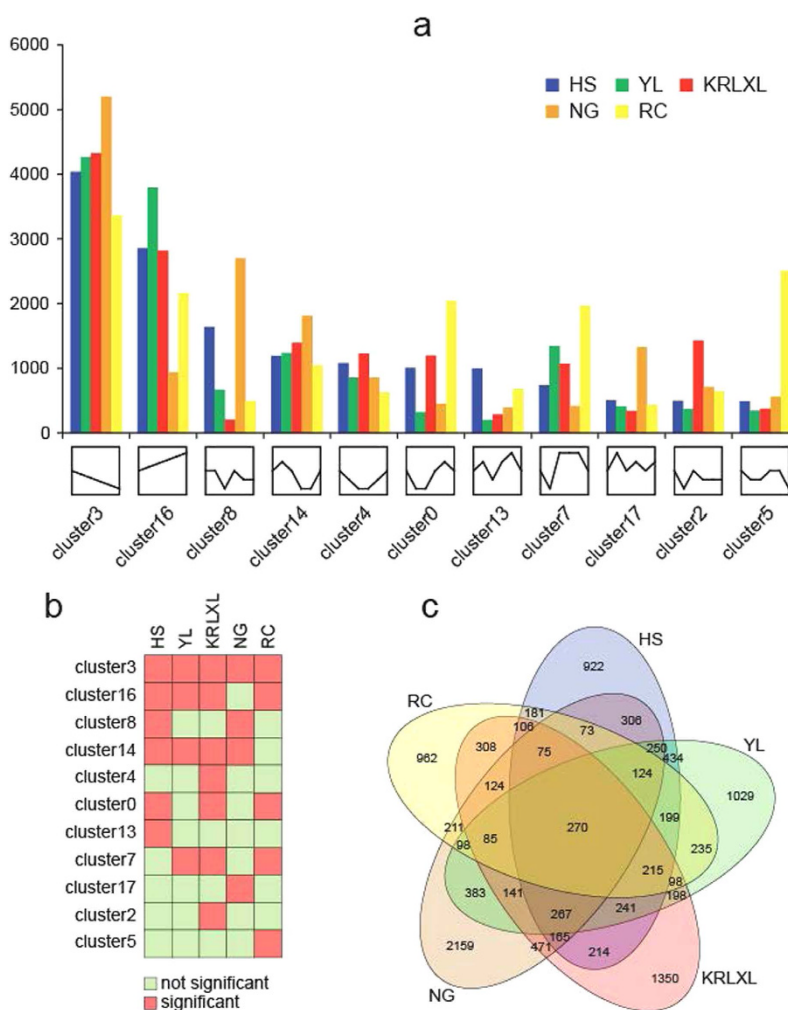 a
6000
5000
4000
3000
2000
1000
0
HS YL KRLXL
NG RC
cluster3 cluster16 cluster8 cluster14 cluster4 cluster0 cluster13 cluster7 cluster17 cluster2 cluster5
b
HS YL KRLXL NG RC
cluster3
cluster16
cluster8
cluster14
cluster4
cluster0
cluster13
cluster7
cluster17
cluster2
cluster5
not significant
significant
c
HS
922
RC
181
106 73 306
308 75 250
434
YL
962 124 124
1029
270 199
211
98 85 235
215
98
383 141 198
267 241
165
2159 471 214
1350
NG KRLXL